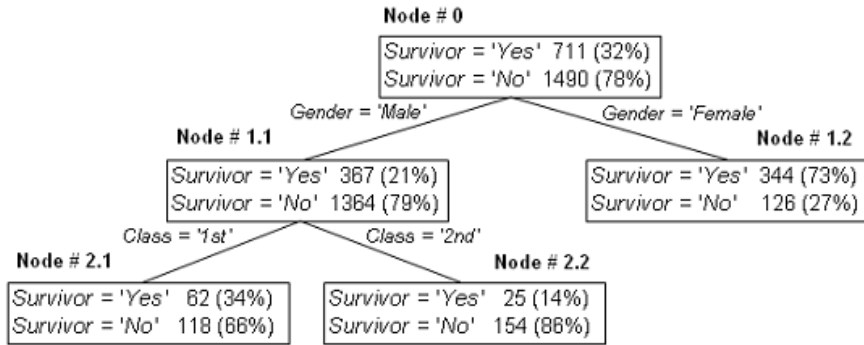 Node # 0
Survivor = 'Yes' 711 (32%)
Survivor = 'No' 1490 (78%)
Gender = 'Male'
Gender = 'Female'
Node # 1.1
Node # 1.2
Survivor = 'Yes' 367 (21%)
Survivor = 'No' 1364 (79%)
Survivor = 'Yes' 344 (73%)
Survivor = 'No' 126 (27%)
Class = '1st'
Class = '2nd'
Node # 2.1
Node # 2.2
Survivor = 'Yes' 62 (34%)
Survivor = 'No' 118 (66%)
Survivor = 'Yes' 25 (14%)
Survivor = 'No' 154 (86%)